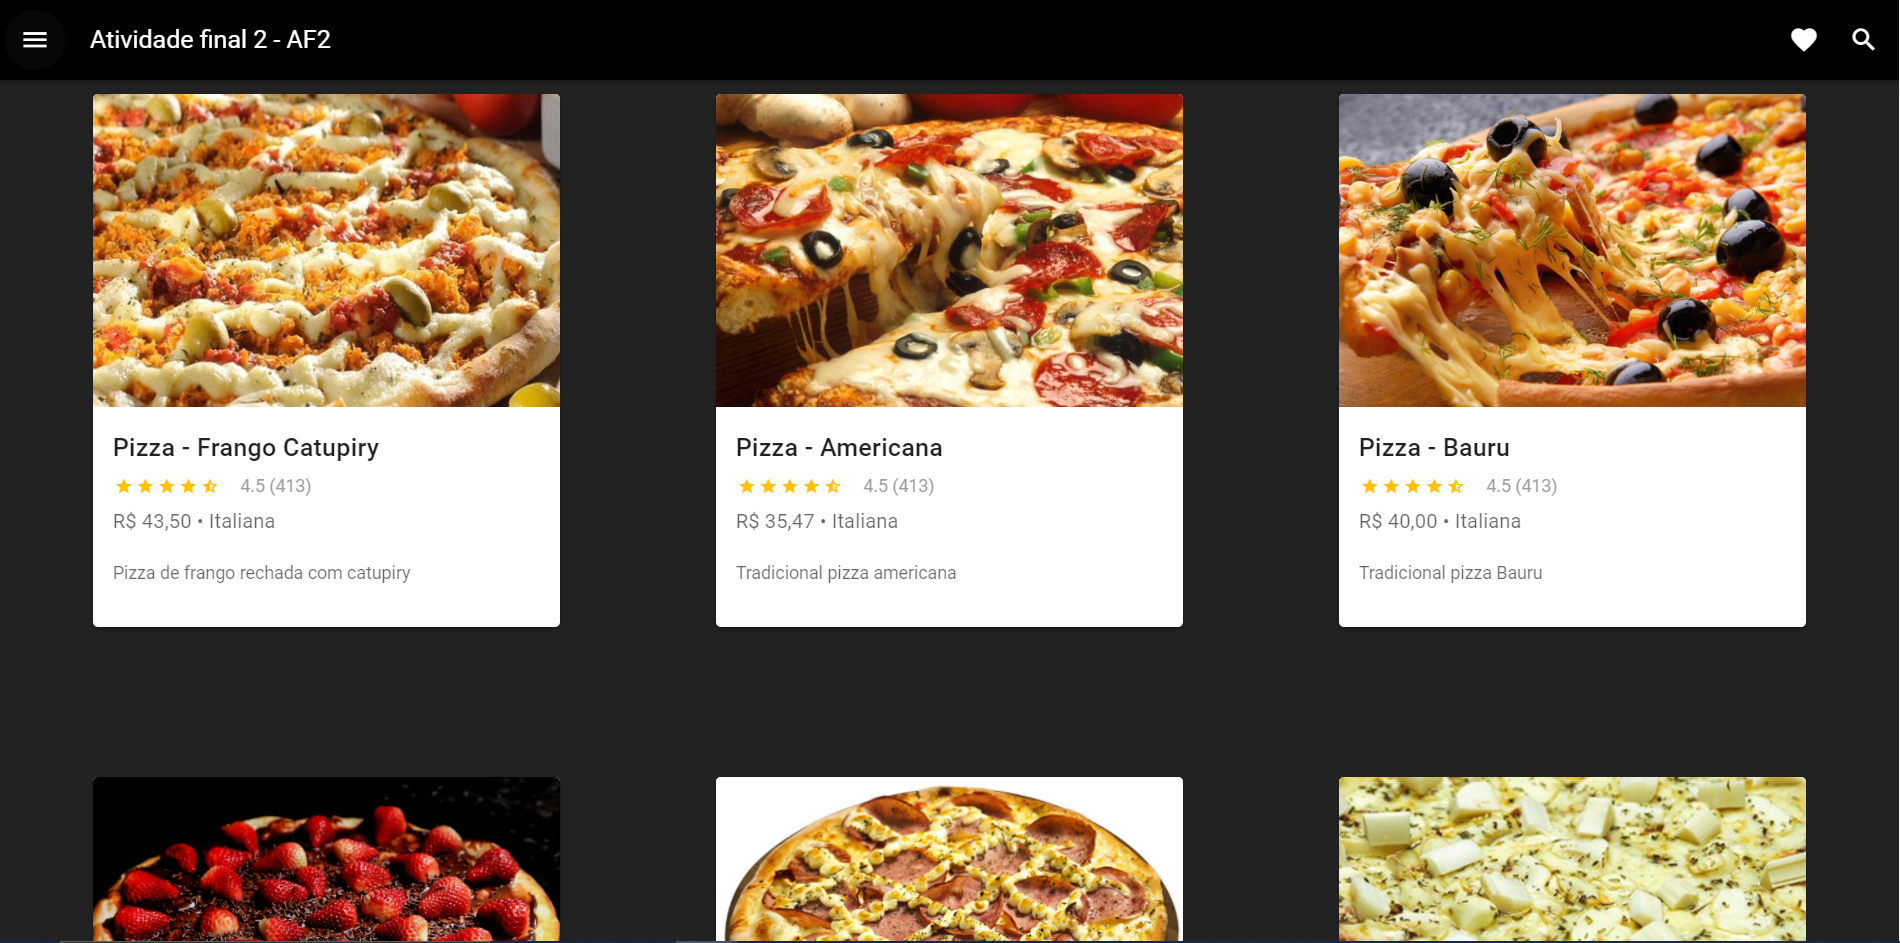 Atividade final 2 - AF2
Pizza - Frango Catupiry
4.5 (413)
R$ 43,50 • Italiana
Pizza de frango rechada com catupiry
Pizza - Americana
4.5 (413)
R$ 35,47 • Italiana
Tradicional pizza americana
Pizza - Bauru
4.5 (413)
R$ 40,00 • Italiana
Tradicional pizza Bauru